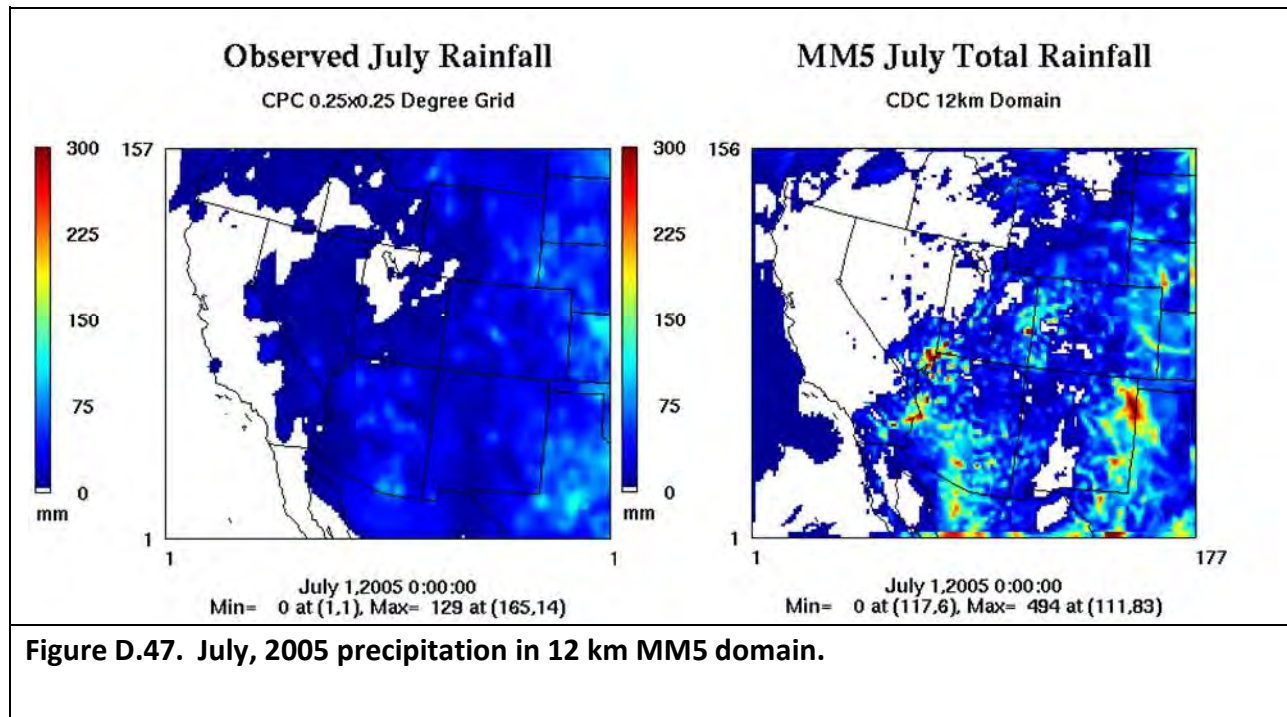 Observed July Rainfall
CPC 0.25x0.25 Degree Grid
300
225
150
75
0
mm
157
1
1
1
July 1,2005 0:00:00
Min= 0 at (1,1), Max= 129 at (165,14)
MM5 July Total Rainfall
CDC 12km Domain
300
225
150
75
0
mm
156
1
1
177
July 1,2005 0:00:00
Min= 0 at (117,6), Max= 494 at (111,83)
Figure D.47. July, 2005 precipitation in 12 km MM5 domain.